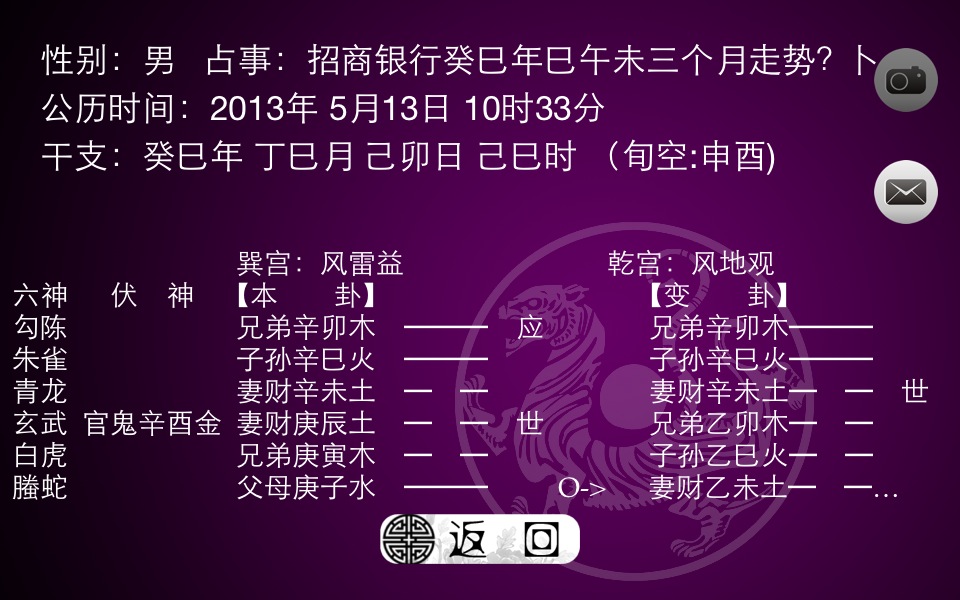 性别：男 占事：招商银行癸巳年巳午未三个月走势？卜
公历时间：2013年 5月13日 10时33分
干支：癸巳年 丁巳月 己卯日 己巳时 （旬空:申酉)
巽宫：风雷益 乾宫：风地观
六神 伏 神 【本 卦】 【变 卦】
勾陈 兄弟辛卯木 应 兄弟辛卯木
朱雀 子孙辛巳火 子孙辛巳火
青龙 妻财辛未土 妻财辛未土 世
玄武 官鬼辛酉金 妻财庚辰土 世 兄弟乙卯木
白虎 兄弟庚寅木 子孙乙巳火
螣蛇 父母庚子水 O-> 妻财乙未土 …
返 回